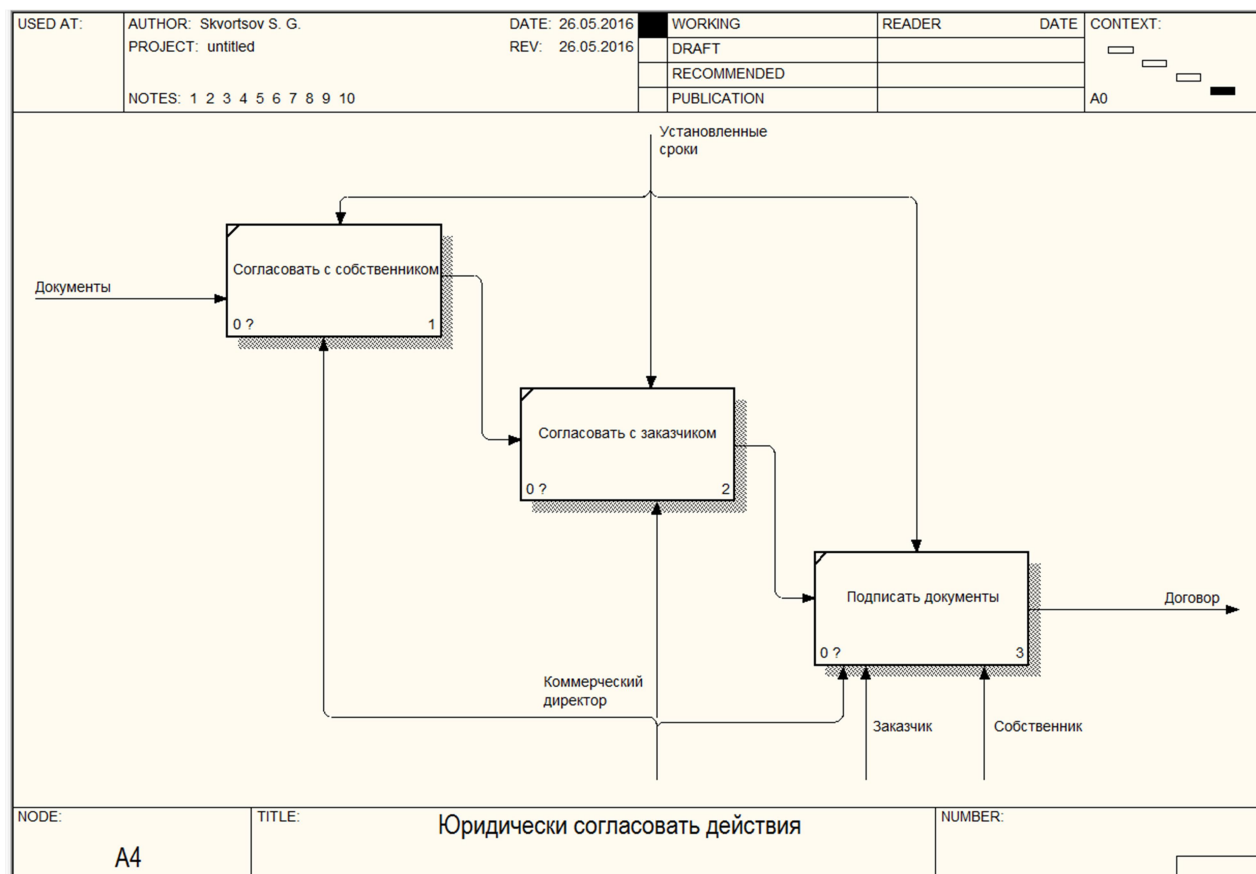 USED AT:
AUTHOR: Skvortsov S. G.
DATE: 26.05.2016
WORKING
READER
DATE
CONTEXT:
PROJECT: untitled
REV: 26.05.2016
DRAFT
RECOMMENDED
NOTES: 1 2 3 4 5 6 7 8 9 10
PUBLICATION
A0
Установленные
сроки
Согласовать с собственником
Документы
0 ?
1
Согласовать с заказчиком
0 ?
2
Подписать документы
Договор
0 ?
3
Коммерческий
директор
Заказчик
Собственник
NODE:
TITLE:
Юридически согласовать действия
NUMBER:
A4